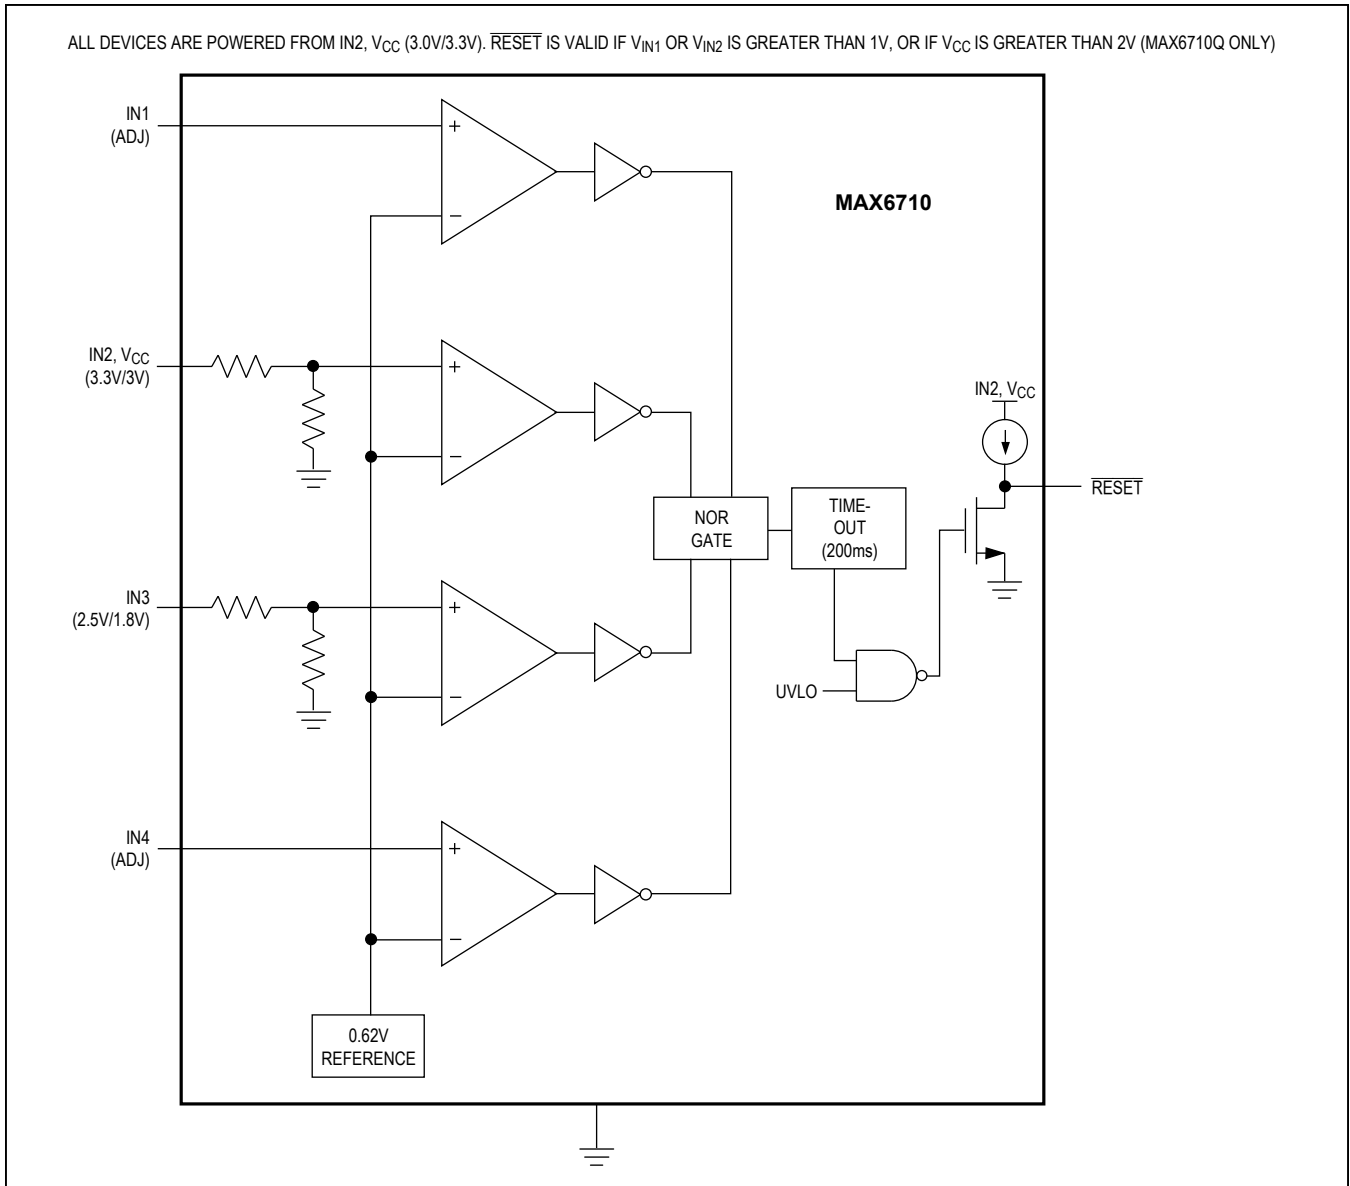 ALL DEVICES ARE POWERED FROM IN2, VCC (3.0V/3.3V). RESET IS VALID IF VIN1 OR VIN2 IS GREATER THAN 1V, OR IF VCC IS GREATER THAN 2V (MAX6710Q ONLY)
IN1
(ADJ)
+
−
MAX6710
IN2, VCC
(3.3V/3V)
+
−
IN2, VCC
RESET
NOR
GATE
TIME-
OUT
(200ms)
IN3
(2.5V/1.8V)
+
−
UVLO
IN4
(ADJ)
+
−
0.62V
REFERENCE